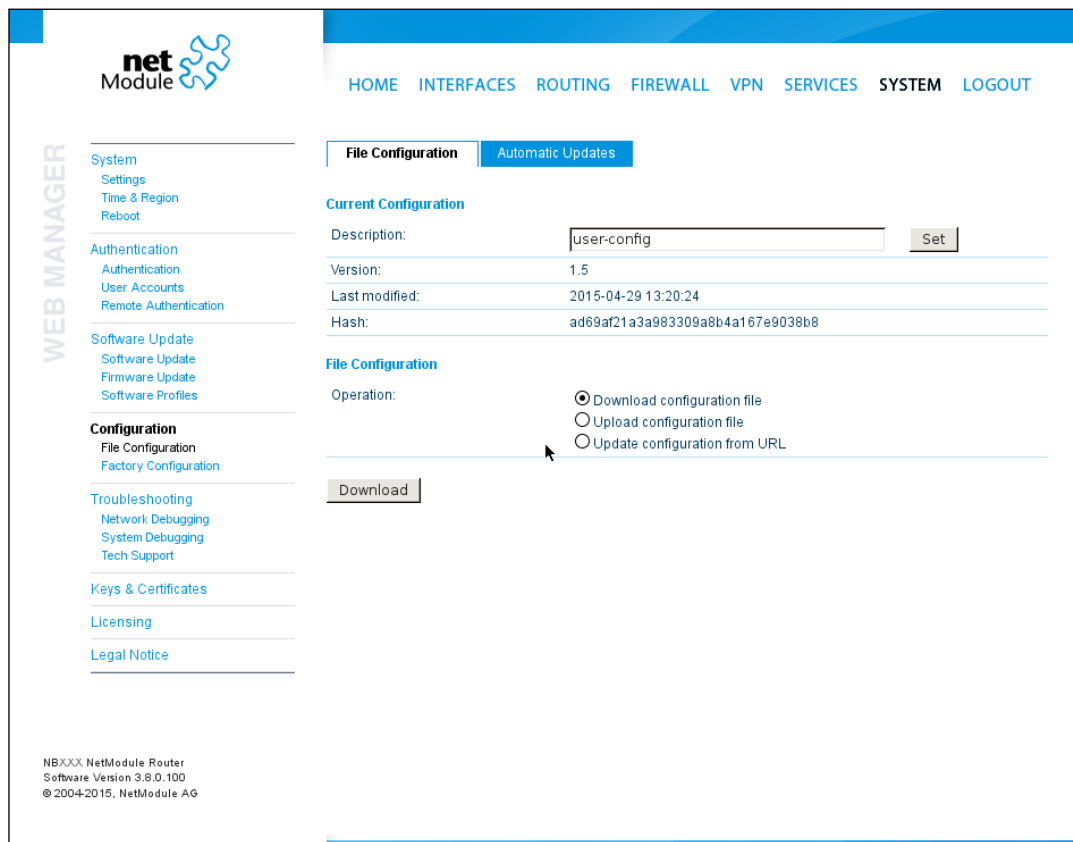 net
Module
HOME INTERFACES ROUTING FIREWALL VPN SERVICES SYSTEM LOGOUT
WEB MANAGER
System
Settings
Time & Region
Reboot
Authentication
Authentication
User Accounts
Remote Authentication
Software Update
Software Update
Firmware Update
Software Profiles
Configuration
File Configuration
Factory Configuration
Troubleshooting
Network Debugging
System Debugging
Tech Support
Keys & Certificates
Licensing
Legal Notice
NBXXX NetModule Router
Software Version 3.8.0.100
© 2004-2015, NetModule AG
File Configuration Automatic Updates
Current Configuration
Description: user-config Set
Version: 1.5
Last modified: 2015-04-29 13:20:24
Hash: ad69af21a3a983309a8b4a167e9038b8
File Configuration
Operation: Download configuration file
Upload configuration file
Update configuration from URL
Download